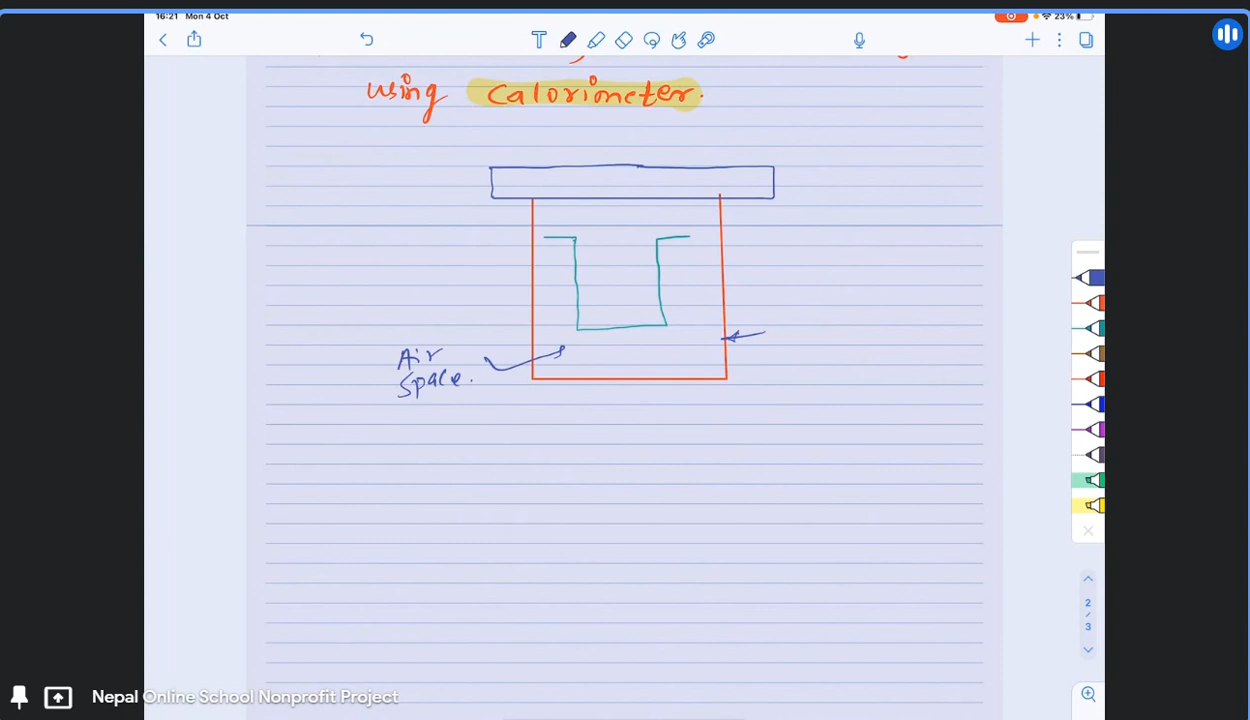 16:21 Mon 4 Oct
23%
using Calorimeter.
Air
Space.
2
/
3
Nepal Online School Nonprofit Project